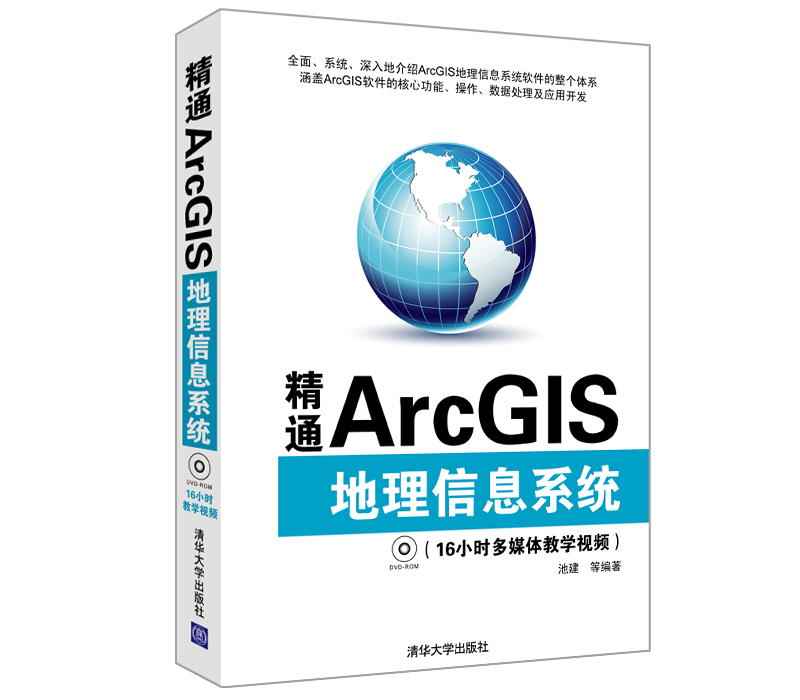 全面、系统、深入地介绍ArcGIS地理信息系统软件的整个体系
涵盖ArcGIS软件的核心功能、操作、数据处理及应用开发
精通
ArcGIS
地理信息系统
DVD-ROM
(16小时多媒体教学视频)
池建 等编著
清华大学出版社
精通ArcGIS
地理信息系统
DVD-ROM
16小时
教学视频
清华大学出版社